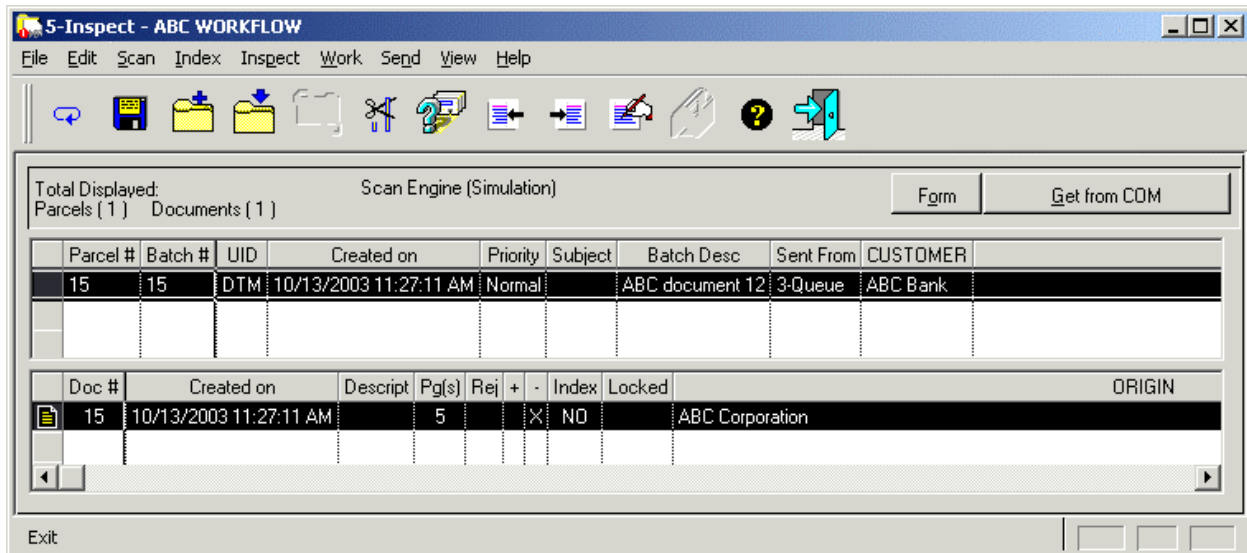 5-Inspect - ABC WORKFLOW
File Edit Scan Index Inspect Work Send View Help
Total Displayed:
Scan Engine (Simulation)
Parcels ( 1 ) Documents ( 1 )
Form
Get from COM
Parcel # Batch # UID Created on Priority Subject Batch Desc Sent From CUSTOMER
15 15 DTM 10/13/2003 11:27:11 AM Normal ABC document 12 3-Queue ABC Bank
Doc # Created on Descript Pg(s) Rej + - Index Locked ORIGIN
15 10/13/2003 11:27:11 AM 5 X NO ABC Corporation
Exit